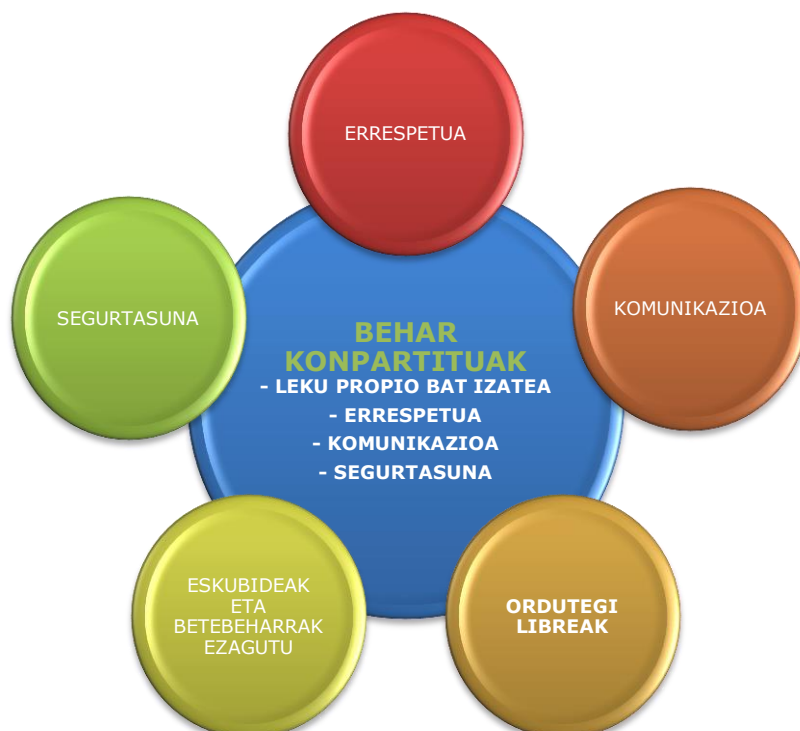 ERRESPETUA
KOMUNIKAZIOA
SEGURTASUNA
BEHAR
KONPARTITUAK
- LEKU PROPIO BAT IZATEA
- ERRESPETUA
- KOMUNIKAZIOA
- SEGURTASUNA
ESKUBIDEAK
ETA
BETEBEHARRAK
EZAGUTU
ORDUTEGI
LIBREAK